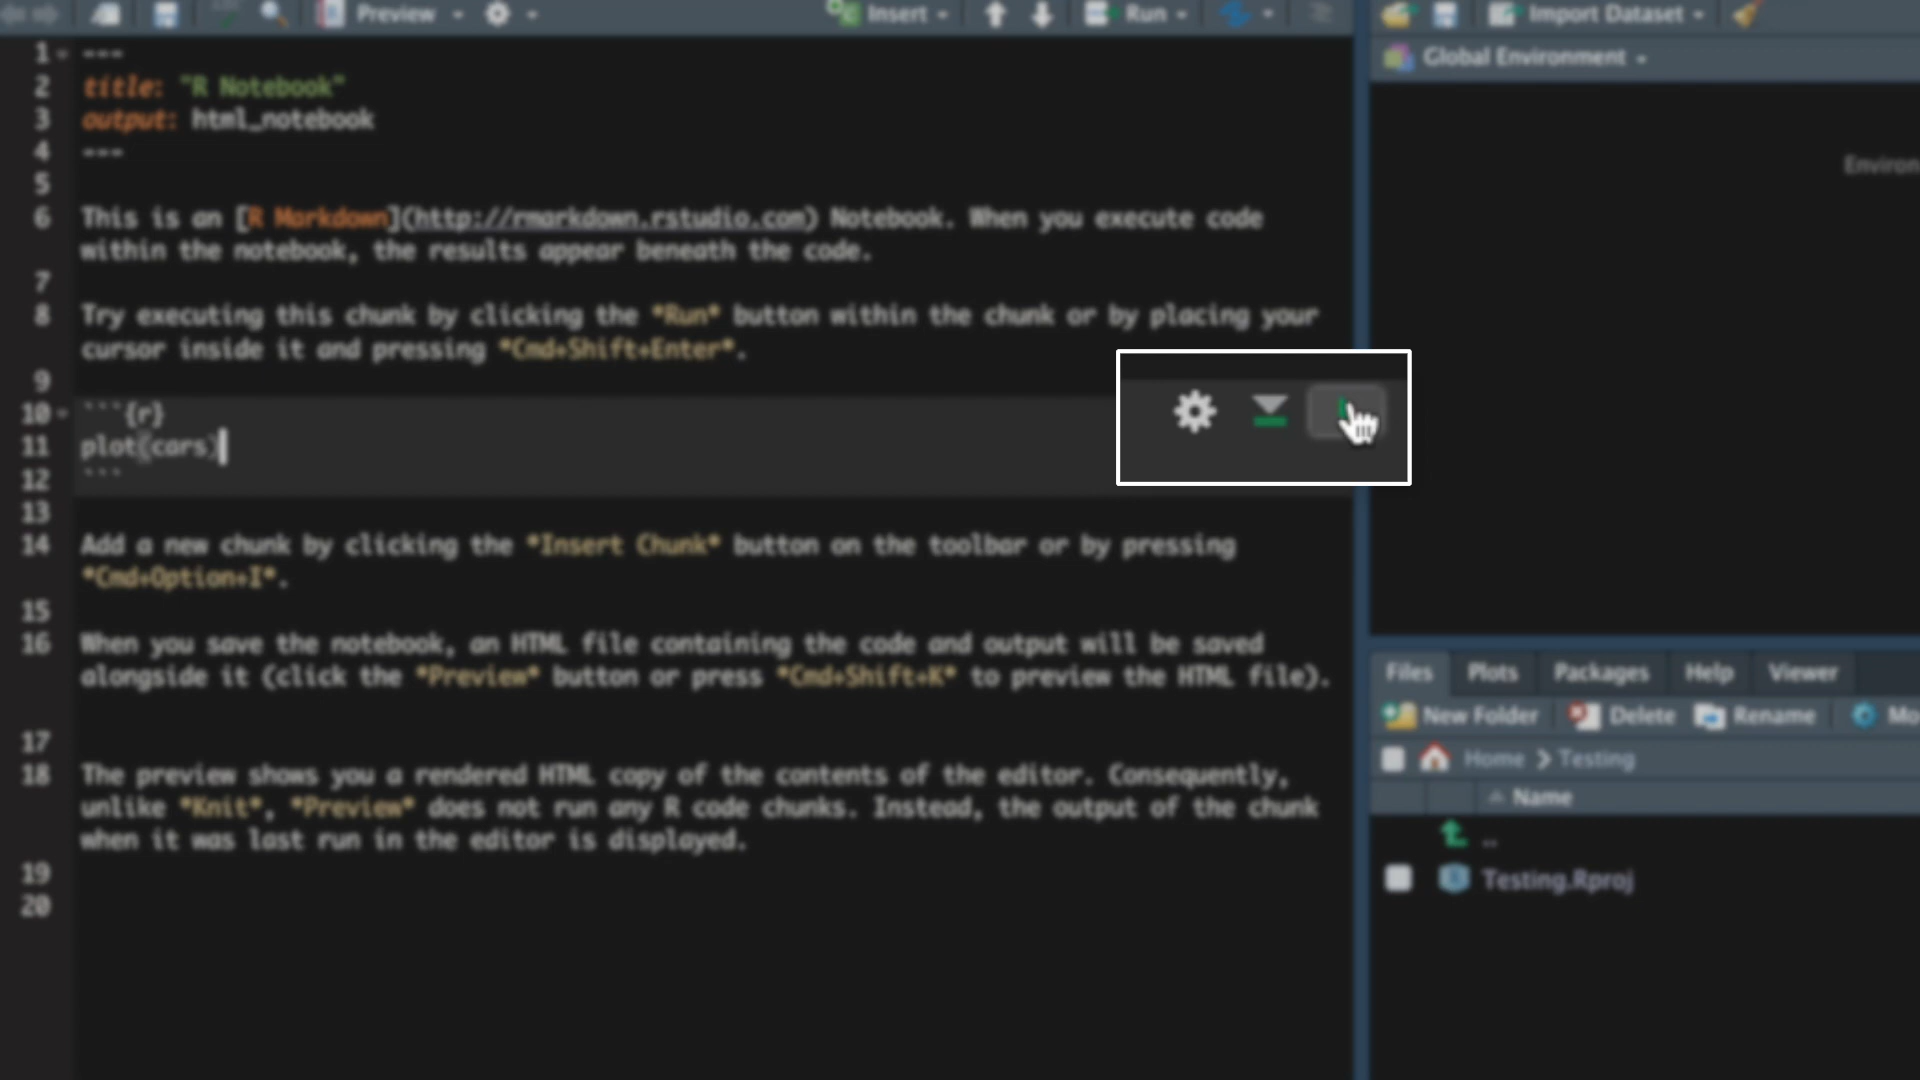 Preview
Insert
Run
Import Dataset
Global Environment
1 ---
2 title: "R Notebook"
3 output: html_notebook
4 ---
5
6 This is an [R Markdown](http://rmarkdown.rstudio.com) Notebook. When you execute code
within the notebook, the results appear beneath the code.
7
8 Try executing this chunk by clicking the *Run* button within the chunk or by placing your
cursor inside it and pressing *Cmd+Shift+Enter*.
9
10 ```{r}
11 plot(cars)
12 ```
13
14 Add a new chunk by clicking the *Insert Chunk* button on the toolbar or by pressing
*Cmd+Option+I*.
15
16 When you save the notebook, an HTML file containing the code and output will be saved
alongside it (click the *Preview* button or press *Cmd+Shift+K* to preview the HTML file).
17
18 The preview shows you a rendered HTML copy of the contents of the editor. Consequently,
unlike *Knit*, *Preview* does not run any R code chunks. Instead, the output of the chunk
when it was last run in the editor is displayed.
19
20
Environ
Files Plots Packages Help Viewer
New Folder Delete Rename Mo
Home > Testing
Name
..
Testing.Rproj